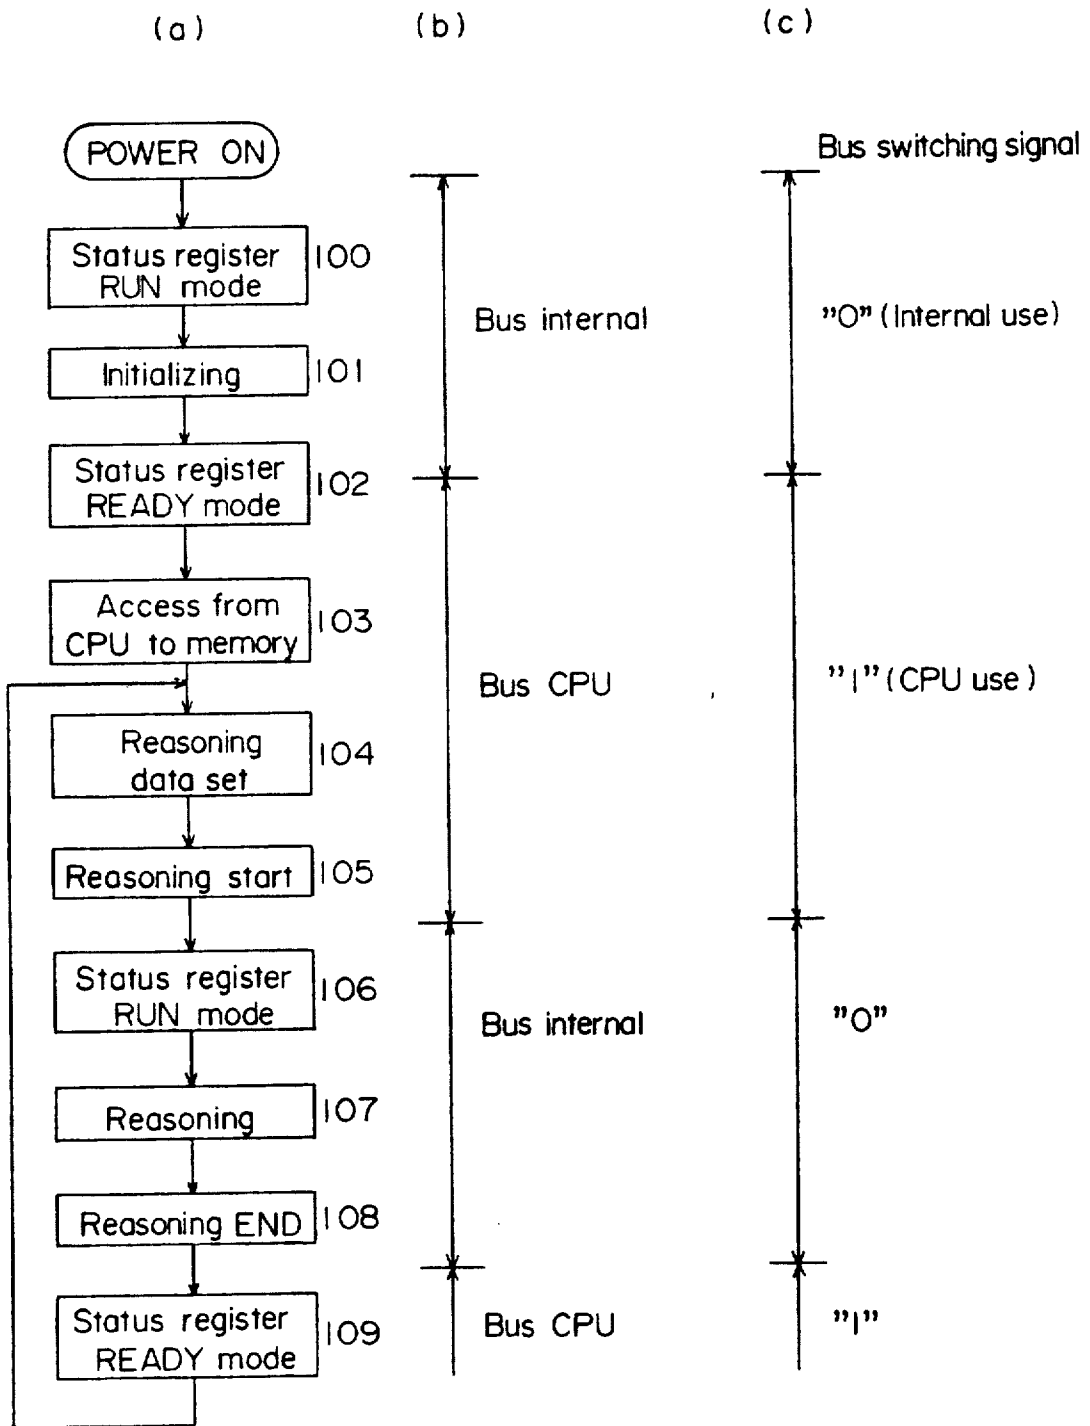 (a)
(b)
(c)
POWER ON
Bus switching signal
Status register
RUN mode
100
Bus internal
"0" (Internal use)
Initializing
101
Status register
READY mode
102
Access from
CPU to memory
103
Bus CPU
"1" (CPU use)
Reasoning
data set
104
Reasoning start
105
Status register
RUN mode
106
Bus internal
"0"
Reasoning
107
Reasoning END
108
Status register
READY mode
109
Bus CPU
"1"